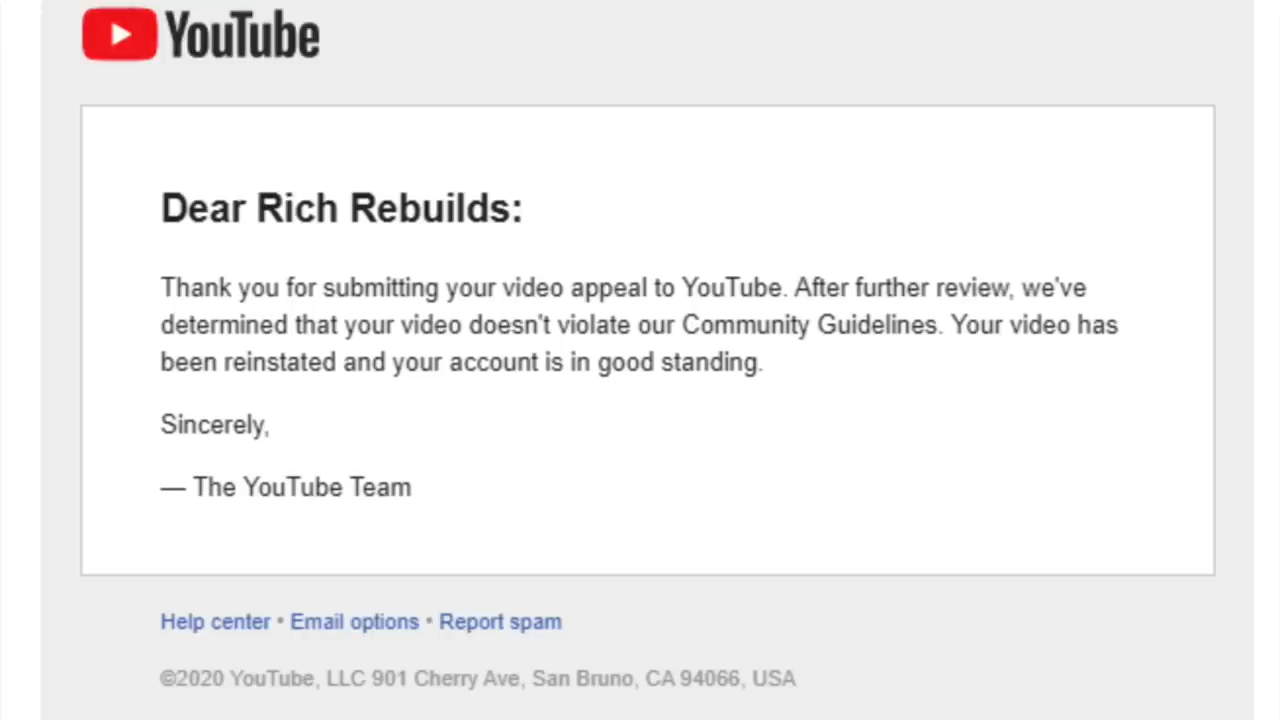 YouTube
Dear Rich Rebuilds:
Thank you for submitting your video appeal to YouTube. After further review, we've
determined that your video doesn't violate our Community Guidelines. Your video has
been reinstated and your account is in good standing.
Sincerely,
— The YouTube Team
Help center • Email options • Report spam
©2020 YouTube, LLC 901 Cherry Ave, San Bruno, CA 94066, USA